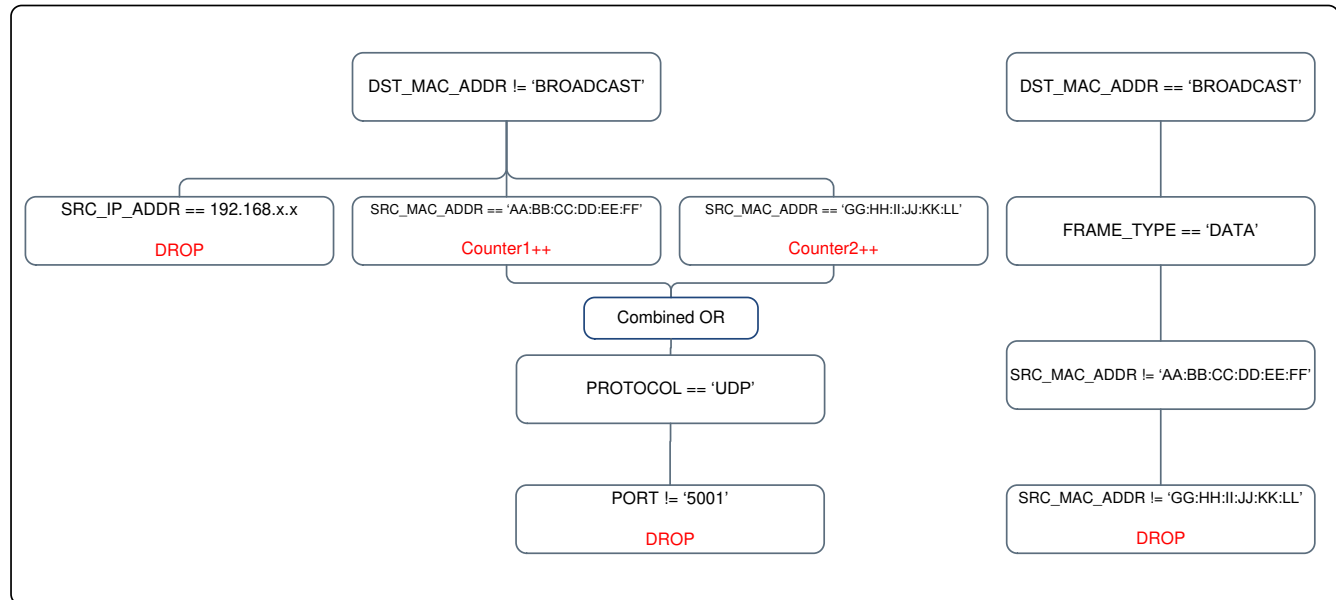 DST_MAC_ADDR != ‘BROADCAST’
DST_MAC_ADDR == ‘BROADCAST’
SRC_IP_ADDR == 192.168.x.x
DROP
SRC_MAC_ADDR == ‘AA:BB:CC:DD:EE:FF’
Counter1++
SRC_MAC_ADDR == ‘GG:HH:II:JJ:KK:LL’
Counter2++
FRAME_TYPE == ‘DATA’
Combined OR
PROTOCOL == ‘UDP’
SRC_MAC_ADDR != ‘AA:BB:CC:DD:EE:FF’
PORT != ‘5001’
DROP
SRC_MAC_ADDR != ‘GG:HH:II:JJ:KK:LL’
DROP